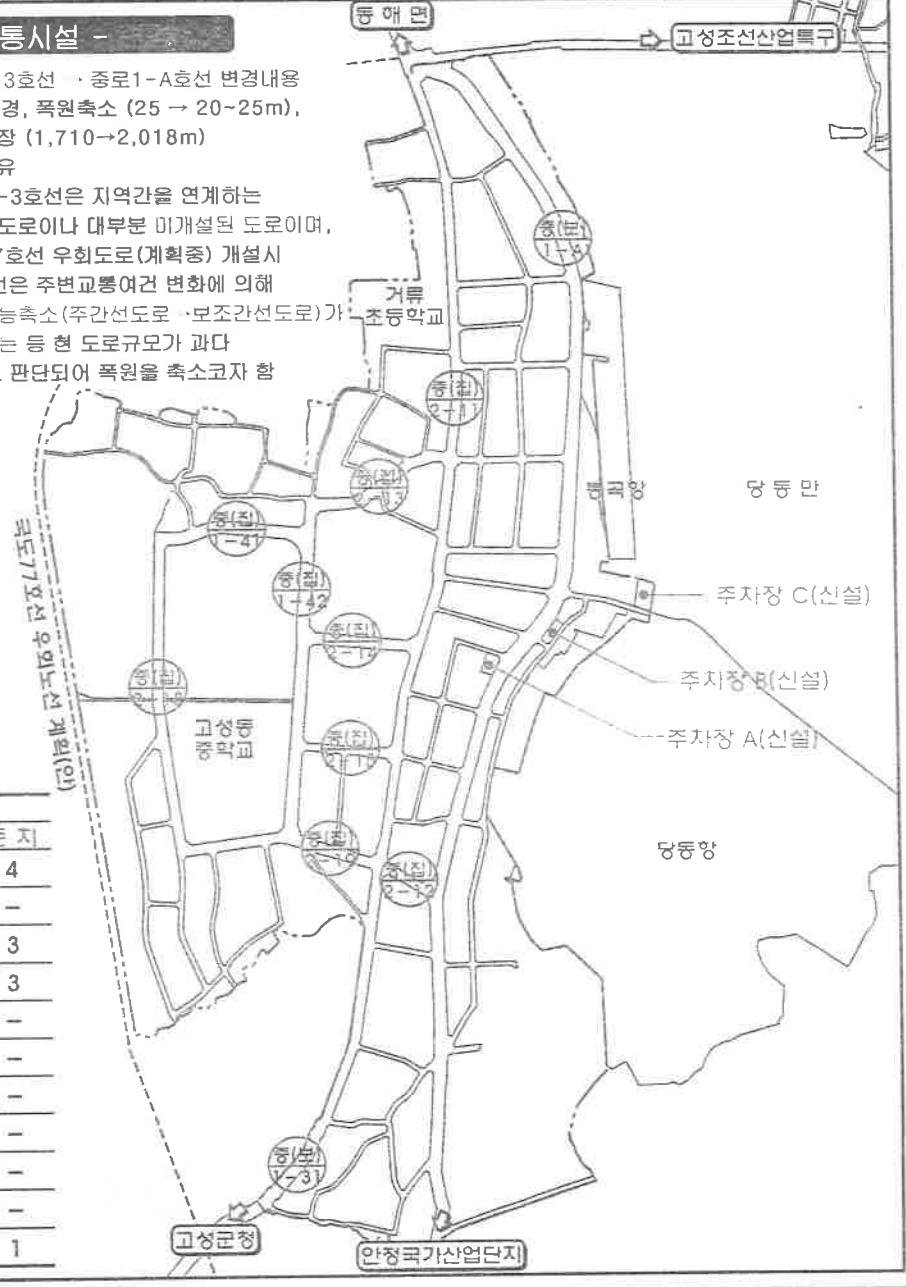 통시설 -
3호선 → 중로1-A호선 변경내용
경, 폭원축소 (25 → 20~25m),
장 (1,710→2,018m)
유
-3호선은 지역간을 연계하는
도로이나 대부분 미개설된 도로이며,
7호선 우회도로(계획중) 개설시
선은 주변교통여건 변화에 의해
능축소(주간선도로 → 보조간선도로)가
는 등 현 도로규모가 과다
판단되어 폭원을 축소코자 함
동해면
고성조선산업특구
중(보)
1-A
거류
초등학교
중(집)
2-11
중(집)
중(집)
1-41
중(집)
1-42
중(집)
중(집)
고성동
중학교
중(집)
중(집)
중(집)
2-12
당동만
주차장 C(신설)
주차장 B(신설)
주차장 A(신설)
당동항
국도77호선 우회노선 계획(안)
지
4
-
3
3
-
-
-
-
-
-
1
중(보)
1-31
고성군청
안정국가산업단지